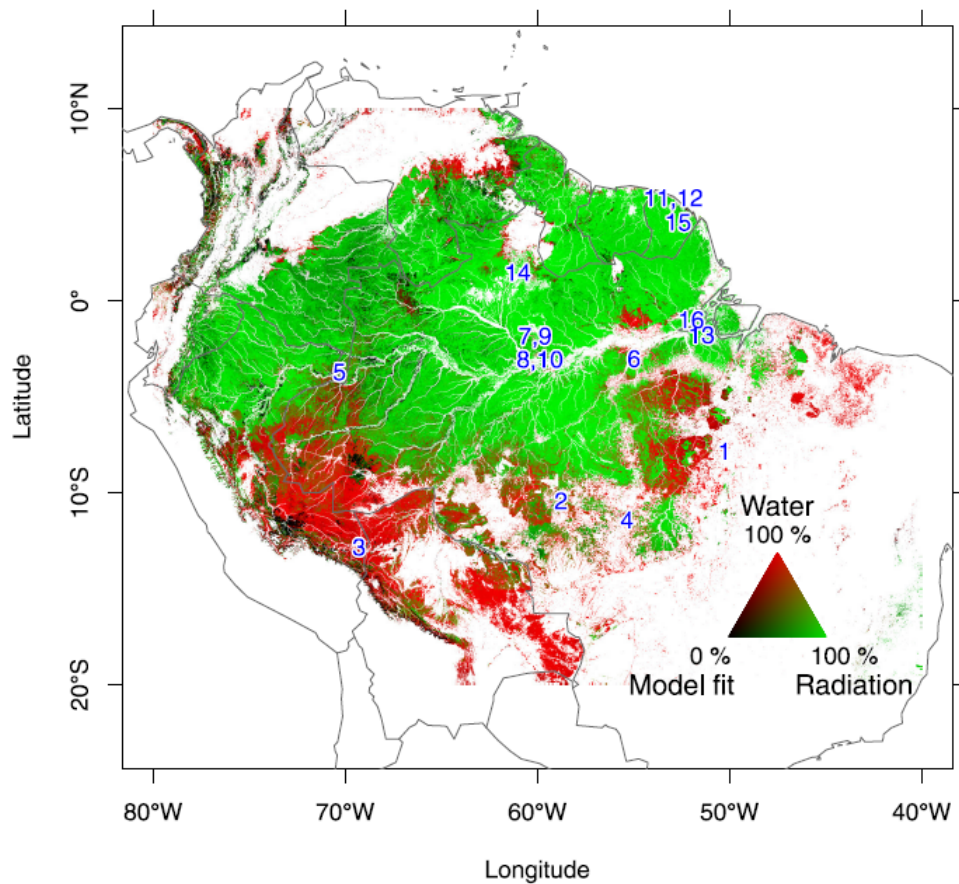 10°N
0°
10°S
20°S
Latitude
11,12
15
14
16
7,9
13
8,10
6
5
1
2
4
3
Water
100 %
0 %
100 %
Model fit
Radiation
80°W
70°W
60°W
50°W
40°W
Longitude